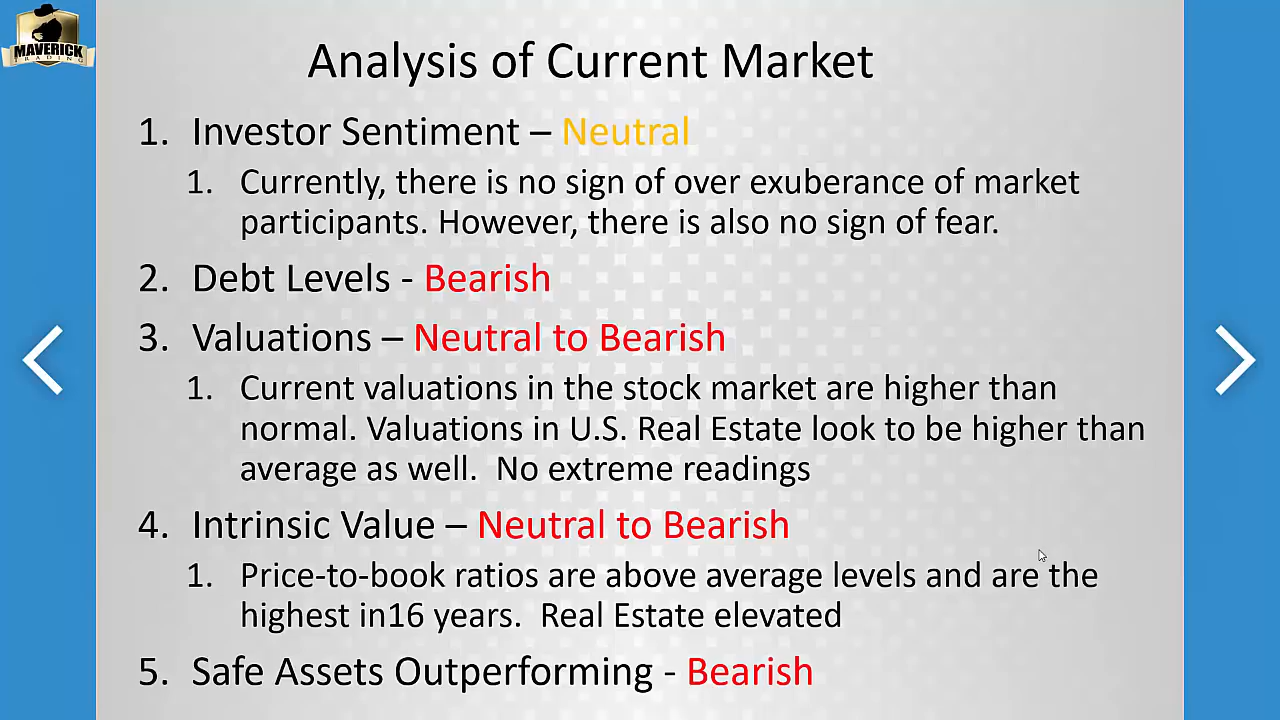 MAVERICK
TRADING
Analysis of Current Market
1. Investor Sentiment – Neutral
1. Currently, there is no sign of over exuberance of market
participants. However, there is also no sign of fear.
2. Debt Levels - Bearish
3. Valuations – Neutral to Bearish
1. Current valuations in the stock market are higher than
normal. Valuations in U.S. Real Estate look to be higher than
average as well.  No extreme readings
4. Intrinsic Value – Neutral to Bearish
1. Price-to-book ratios are above average levels and are the
highest in16 years.  Real Estate elevated
5. Safe Assets Outperforming - Bearish